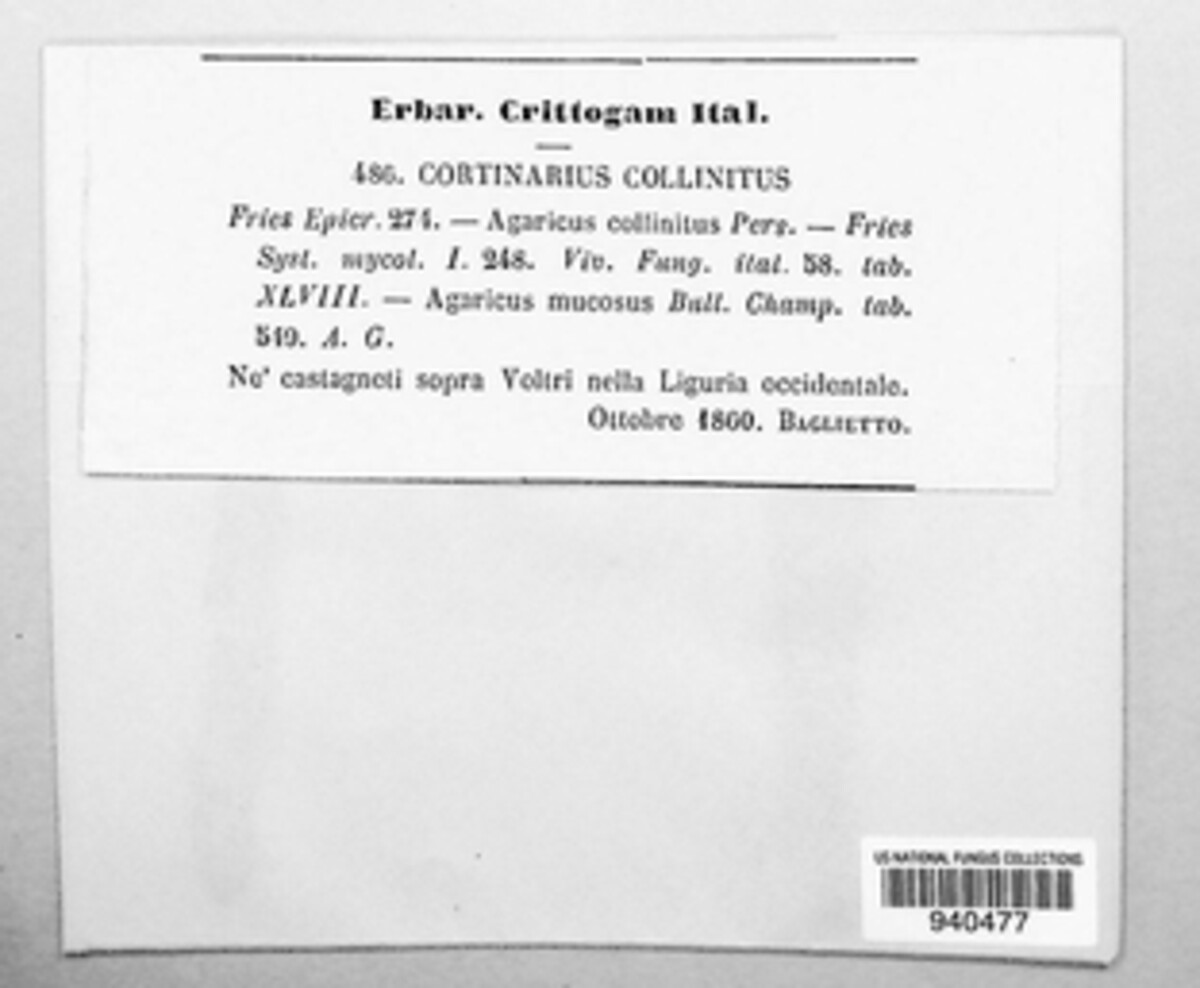 Erbar. Crittogam Ital.
486. CORTINARIUS COLLINITUS
Fries Epicr. 274. — Agaricus collinitus Pers. — Fries
Syst. mycol. I. 248. Viv. Fung. ital. 58. tab.
XLVIII. — Agaricus mucosus Bull. Champ. tab.
549. A. G.
Ne' castagneti sopra Voltri nella Liguria occidentale.
Ottobre 1860. BAGLIETTO.
US NATIONAL FUNGUS COLLECTIONS
940477